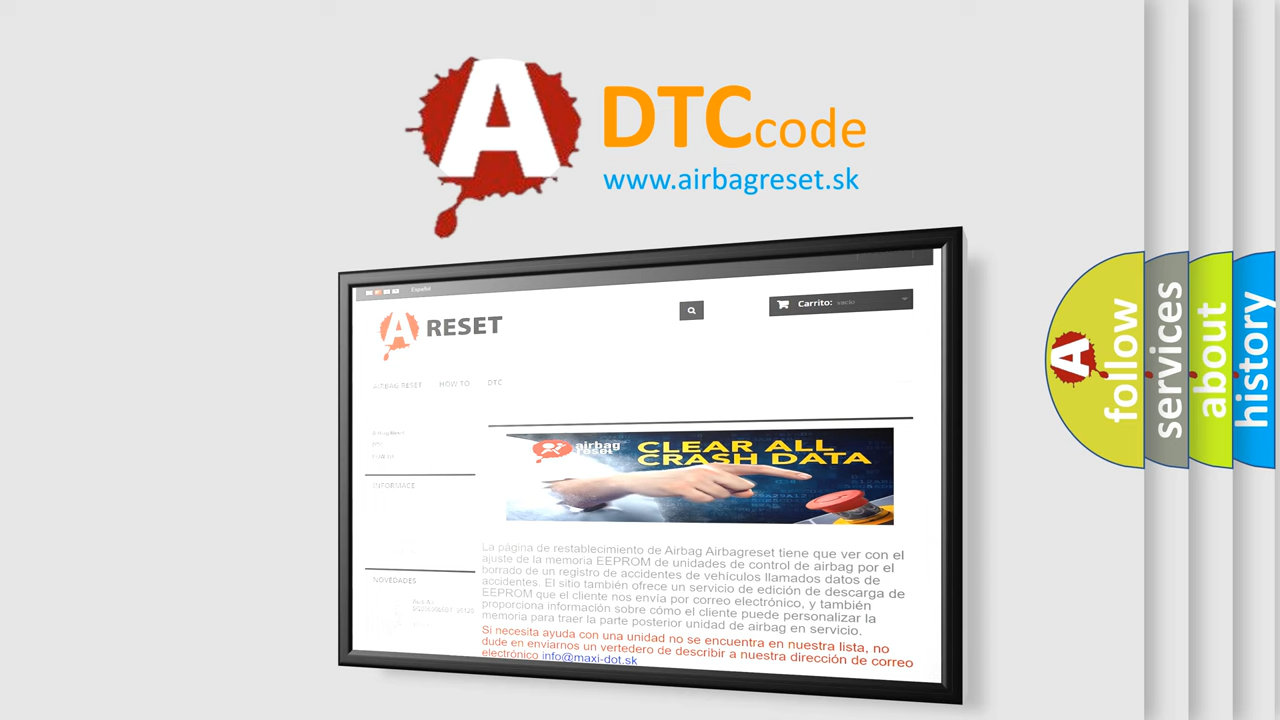 A
DTC code
www.airbagreset.sk
Español
A RESET
Carrito: vacío
AIRBAG RESET HOW TO DTC
DTC
INFORMACE
NOVEDADES
airbag
reset
CLEAR ALL
CRASH DATA
La página de restablecimiento de Airbag Airbagreset tiene que ver con el
ajuste de la memoria EEPROM de unidades de control de airbag por el
borrado de un registro de accidentes de vehículos llamados datos de
accidentes. El sitio también ofrece un servicio de edición de descarga de
EEPROM que el cliente nos envía por correo electrónico, y también
proporciona información sobre cómo el cliente puede personalizar la
memoria para traer la parte posterior unidad de airbag en servicio.
Si necesita ayuda con una unidad no se encuentra en nuestra lista, no
dude en enviarnos un vertedero de describir a nuestra dirección de correo
electrónico info@maxi-dot.sk
A
follow
services
about
history